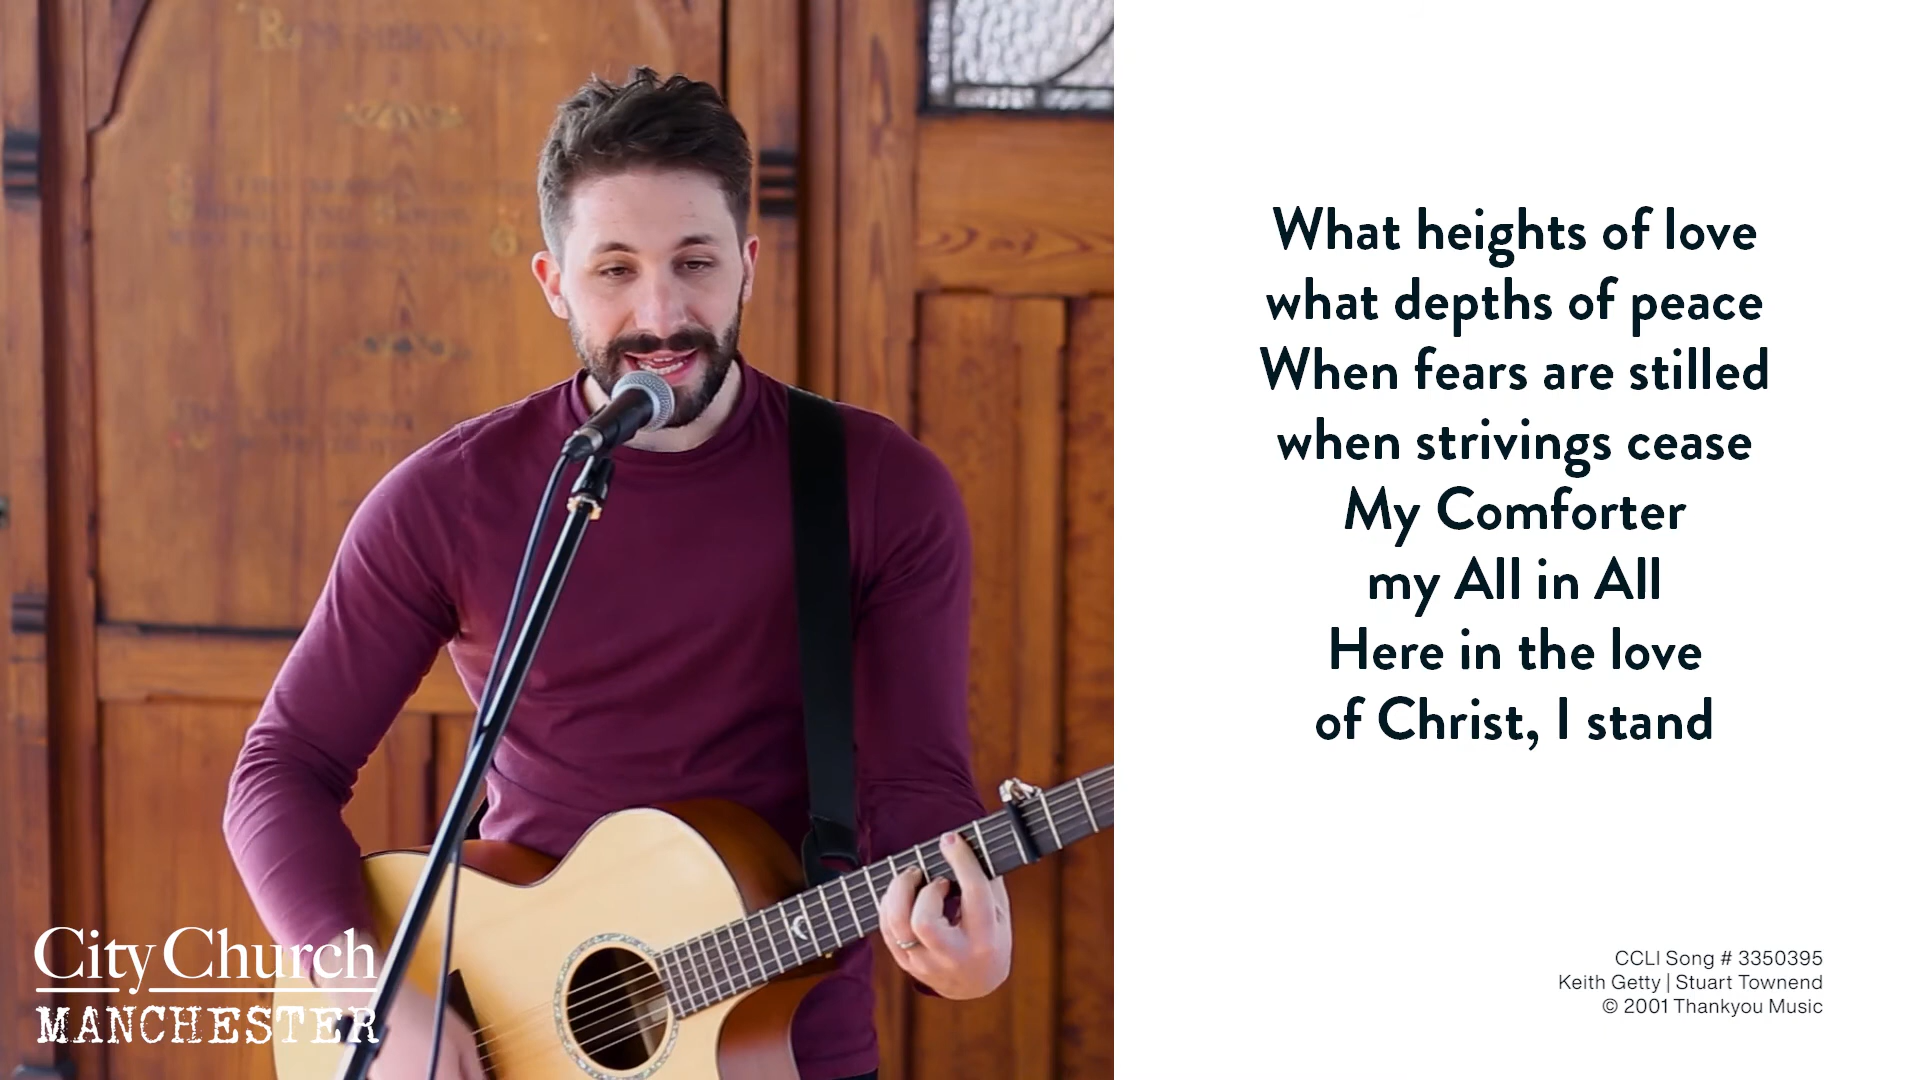 REMEMBRANCE
What heights of love
what depths of peace
When fears are stilled
when strivings cease
My Comforter
my All in All
Here in the love
of Christ, I stand
City Church
MANCHESTER
CCLI Song # 3350395
Keith Getty | Stuart Townend
© 2001 Thankyou Music